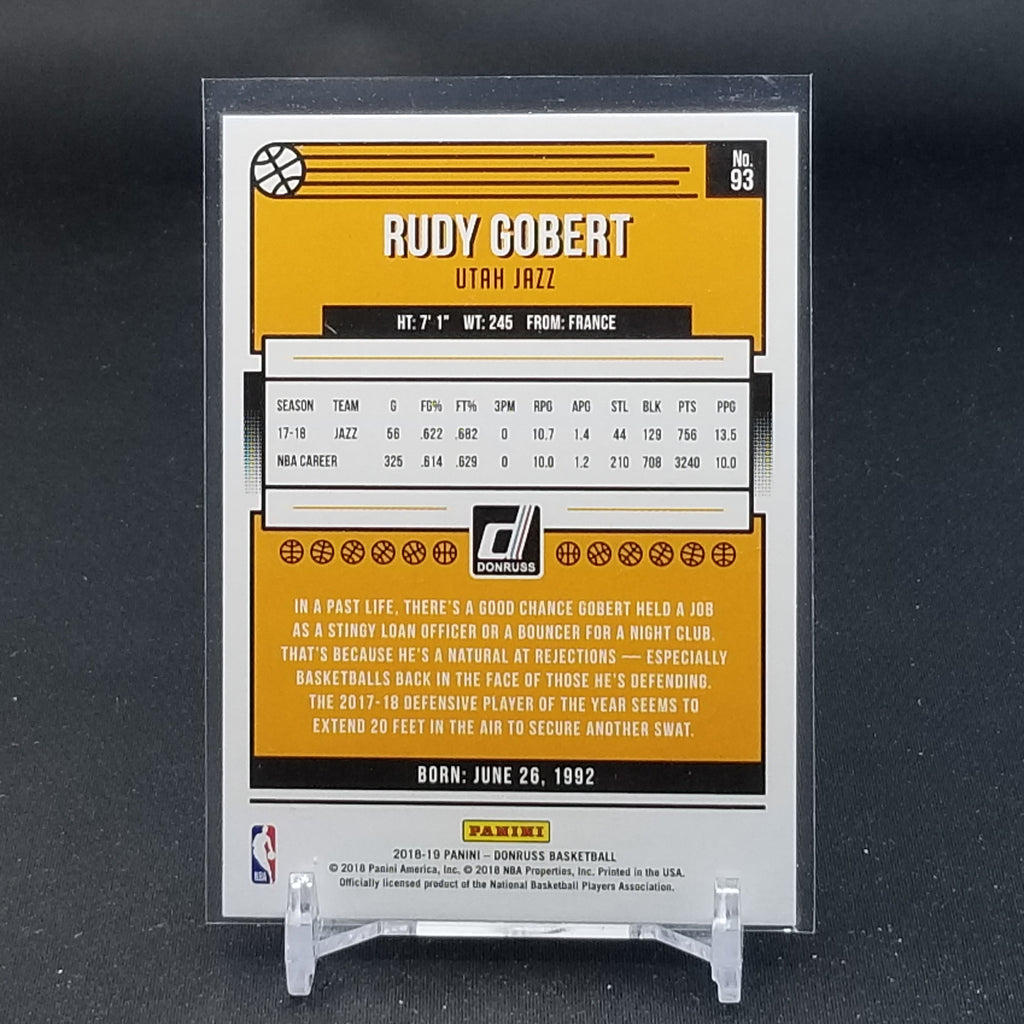 No.
93
RUDY GOBERT
UTAH JAZZ
HT: 7' 1" WT: 245 FROM: FRANCE
SEASON TEAM G FG% FT% 3PM RPG APG STL BLK PTS PPG
17-18 JAZZ 56 .622 .682 0 10.7 1.4 44 129 756 13.5
NBA CAREER 325 .614 .629 0 10.0 1.2 210 708 3240 10.0
d
DONRUSS
IN A PAST LIFE, THERE'S A GOOD CHANCE GOBERT HELD A JOB
AS A STINGY LOAN OFFICER OR A BOUNCER FOR A NIGHT CLUB.
THAT'S BECAUSE HE'S A NATURAL AT REJECTIONS — ESPECIALLY
BASKETBALLS BACK IN THE FACE OF THOSE HE'S DEFENDING.
THE 2017-18 DEFENSIVE PLAYER OF THE YEAR SEEMS TO
EXTEND 20 FEET IN THE AIR TO SECURE ANOTHER SWAT.
BORN: JUNE 26, 1992
PANINI
NBA
2018-19 PANINI – DONRUSS BASKETBALL
© 2018 Panini America, Inc. © 2018 NBA Properties, Inc. Printed in the USA.
Officially licensed product of the National Basketball Players Association.